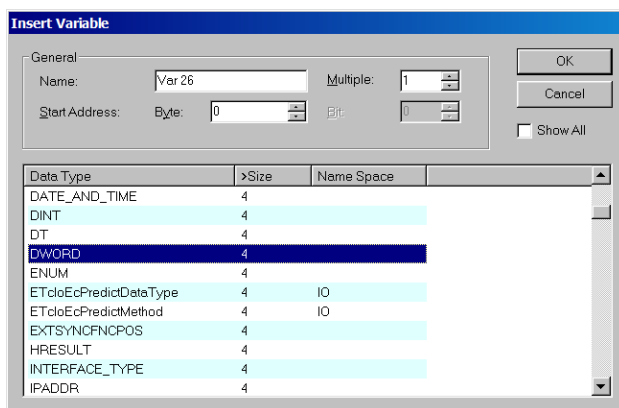 Insert Variable
General
Name: Var 26 Multiple: 1
Start Address: Byte: 0 Bit: 0
OK
Cancel
Show All
Data Type >Size Name Space
DATE_AND_TIME 4
DINT 4
DT 4
DWORD 4
ENUM 4
ETcIoEcPredictDataType 4 IO
ETcIoEcPredictMethod 4 IO
EXTSYNCFNCPOS 4
HRESULT 4
INTERFACE_TYPE 4
IPADDR 4